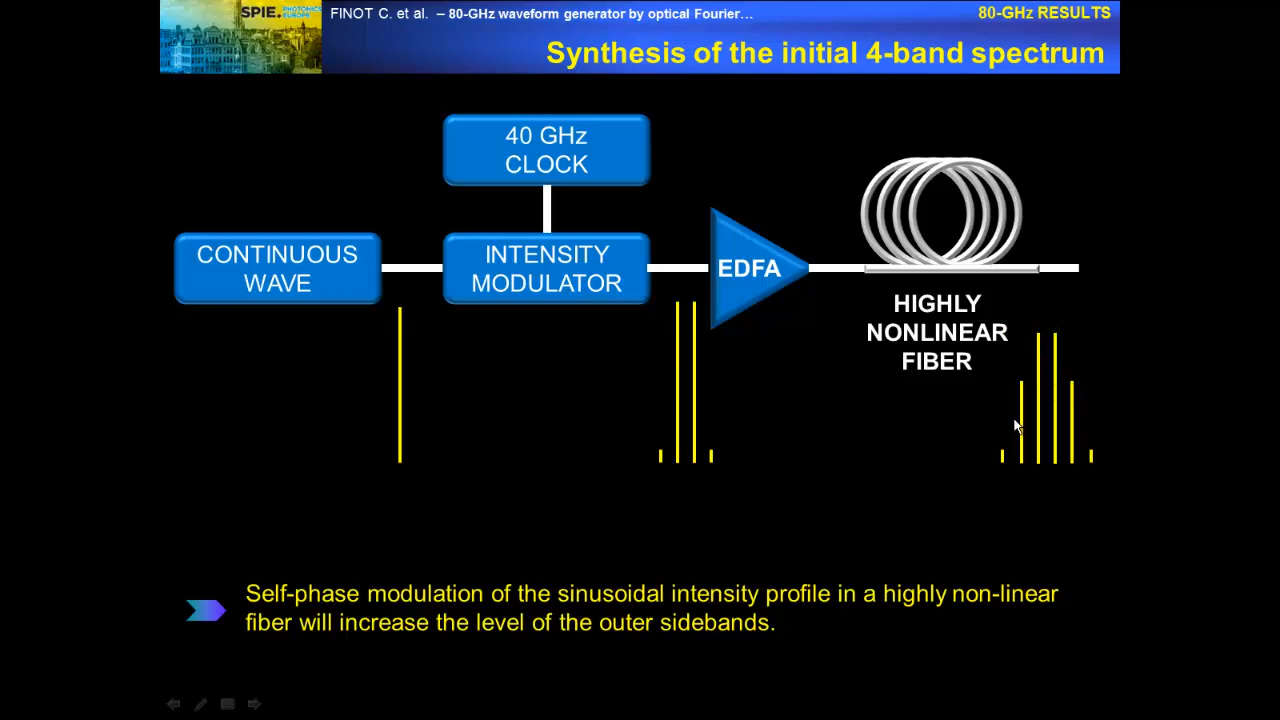 SPIE. PHOTONICS
EUROPE
FINOT C. et al. – 80-GHz waveform generator by optical Fourier…
80-GHz RESULTS
Synthesis of the initial 4-band spectrum
40 GHz
CLOCK
CONTINUOUS
WAVE
INTENSITY
MODULATOR
EDFA
HIGHLY
NONLINEAR
FIBER
Self-phase modulation of the sinusoidal intensity profile in a highly non-linear
fiber will increase the level of the outer sidebands.